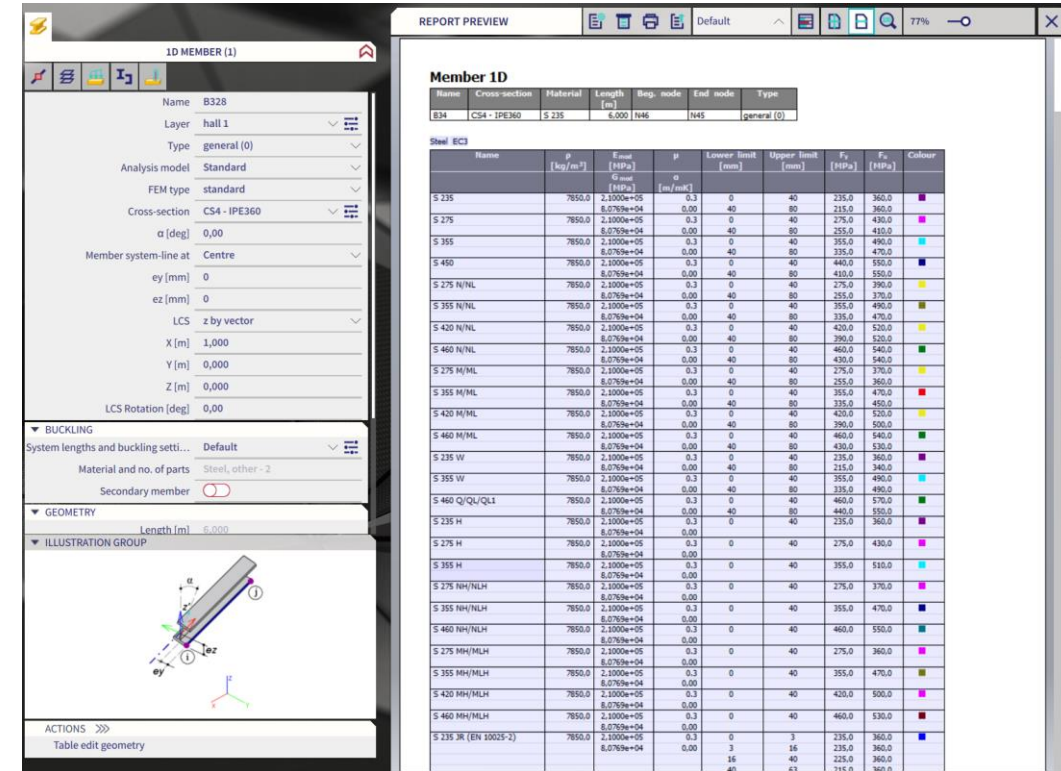 1D MEMBER (1)
Name B328
Layer hall 1
Type general (0)
Analysis model Standard
FEM type standard
Cross-section CS4 - IPE360
α [deg] 0,00
Member system-line at Centre
ey [mm] 0
ez [mm] 0
LCS z by vector
X [m] 1,000
Y [m] 0,000
Z [m] 0,000
LCS Rotation [deg] 0,00
BUCKLING
System lengths and buckling setti... Default
Material and no. of parts Steel, other - 2
Secondary member
GEOMETRY
Length [m] 6,000
ILLUSTRATION GROUP
α
z'
j
i
ez
ey
z
x
y
ACTIONS >>>
Table edit geometry
REPORT PREVIEW Default 77%
Member 1D
Name Cross-section Material Length Beg. node End node Type
[m]
B34 CS4 - IPE360 S 235 6,000 N46 N45 general (0)
Steel EC3
Name ρ E mat μ Lower limit Upper limit Fy Fu Colour
[kg/m³] [MPa] [mm] [mm] [MPa] [MPa]
G mat α
[MPa] [m/mK]
S 235 7850,0 2,1000e+05 0.3 0 40 235,0 360,0
8,0769e+04 0,00 40 80 215,0 360,0
S 275 7850,0 2,1000e+05 0.3 0 40 275,0 430,0
8,0769e+04 0,00 40 80 255,0 410,0
S 355 7850,0 2,1000e+05 0.3 0 40 355,0 490,0
8,0769e+04 0,00 40 80 335,0 470,0
S 450 7850,0 2,1000e+05 0.3 0 40 440,0 550,0
8,0769e+04 0,00 40 80 410,0 550,0
S 275 N/NL 7850,0 2,1000e+05 0.3 0 40 275,0 390,0
8,0769e+04 0,00 40 80 255,0 370,0
S 355 N/NL 7850,0 2,1000e+05 0.3 0 40 355,0 490,0
8,0769e+04 0,00 40 80 335,0 470,0
S 420 N/NL 7850,0 2,1000e+05 0.3 0 40 420,0 520,0
8,0769e+04 0,00 40 80 390,0 520,0
S 460 N/NL 7850,0 2,1000e+05 0.3 0 40 460,0 540,0
8,0769e+04 0,00 40 80 430,0 540,0
S 275 M/ML 7850,0 2,1000e+05 0.3 0 40 275,0 370,0
8,0769e+04 0,00 40 80 255,0 360,0
S 355 M/ML 7850,0 2,1000e+05 0.3 0 40 355,0 470,0
8,0769e+04 0,00 40 80 335,0 450,0
S 420 M/ML 7850,0 2,1000e+05 0.3 0 40 420,0 520,0
8,0769e+04 0,00 40 80 390,0 500,0
S 460 M/ML 7850,0 2,1000e+05 0.3 0 40 460,0 540,0
8,0769e+04 0,00 40 80 430,0 530,0
S 235 W 7850,0 2,1000e+05 0.3 0 40 235,0 360,0
8,0769e+04 0,00 40 80 215,0 340,0
S 355 W 7850,0 2,1000e+05 0.3 0 40 355,0 490,0
8,0769e+04 0,00 40 80 335,0 490,0
S 460 Q/QL/QL1 7850,0 2,1000e+05 0.3 0 40 460,0 570,0
8,0769e+04 0,00 40 80 440,0 550,0
S 235 H 7850,0 2,1000e+05 0.3 0 40 235,0 360,0
8,0769e+04 0,00
S 275 H 7850,0 2,1000e+05 0.3 0 40 275,0 430,0
8,0769e+04 0,00
S 355 H 7850,0 2,1000e+05 0.3 0 40 355,0 510,0
8,0769e+04 0,00
S 275 NH/NLH 7850,0 2,1000e+05 0.3 0 40 275,0 370,0
8,0769e+04 0,00
S 355 NH/NLH 7850,0 2,1000e+05 0.3 0 40 355,0 470,0
8,0769e+04 0,00
S 460 NH/NLH 7850,0 2,1000e+05 0.3 0 40 460,0 550,0
8,0769e+04 0,00
S 275 MH/MLH 7850,0 2,1000e+05 0.3 0 40 275,0 360,0
8,0769e+04 0,00
S 355 MH/MLH 7850,0 2,1000e+05 0.3 0 40 355,0 470,0
8,0769e+04 0,00
S 420 MH/MLH 7850,0 2,1000e+05 0.3 0 40 420,0 500,0
8,0769e+04 0,00
S 460 MH/MLH 7850,0 2,1000e+05 0.3 0 40 460,0 530,0
8,0769e+04 0,00
S 235 JR (EN 10025-2) 7850,0 2,1000e+05 0.3 0 3 235,0 360,0
8,0769e+04 0,00 3 16 235,0 360,0
16 40 225,0 360,0
40 63 215,0 360,0